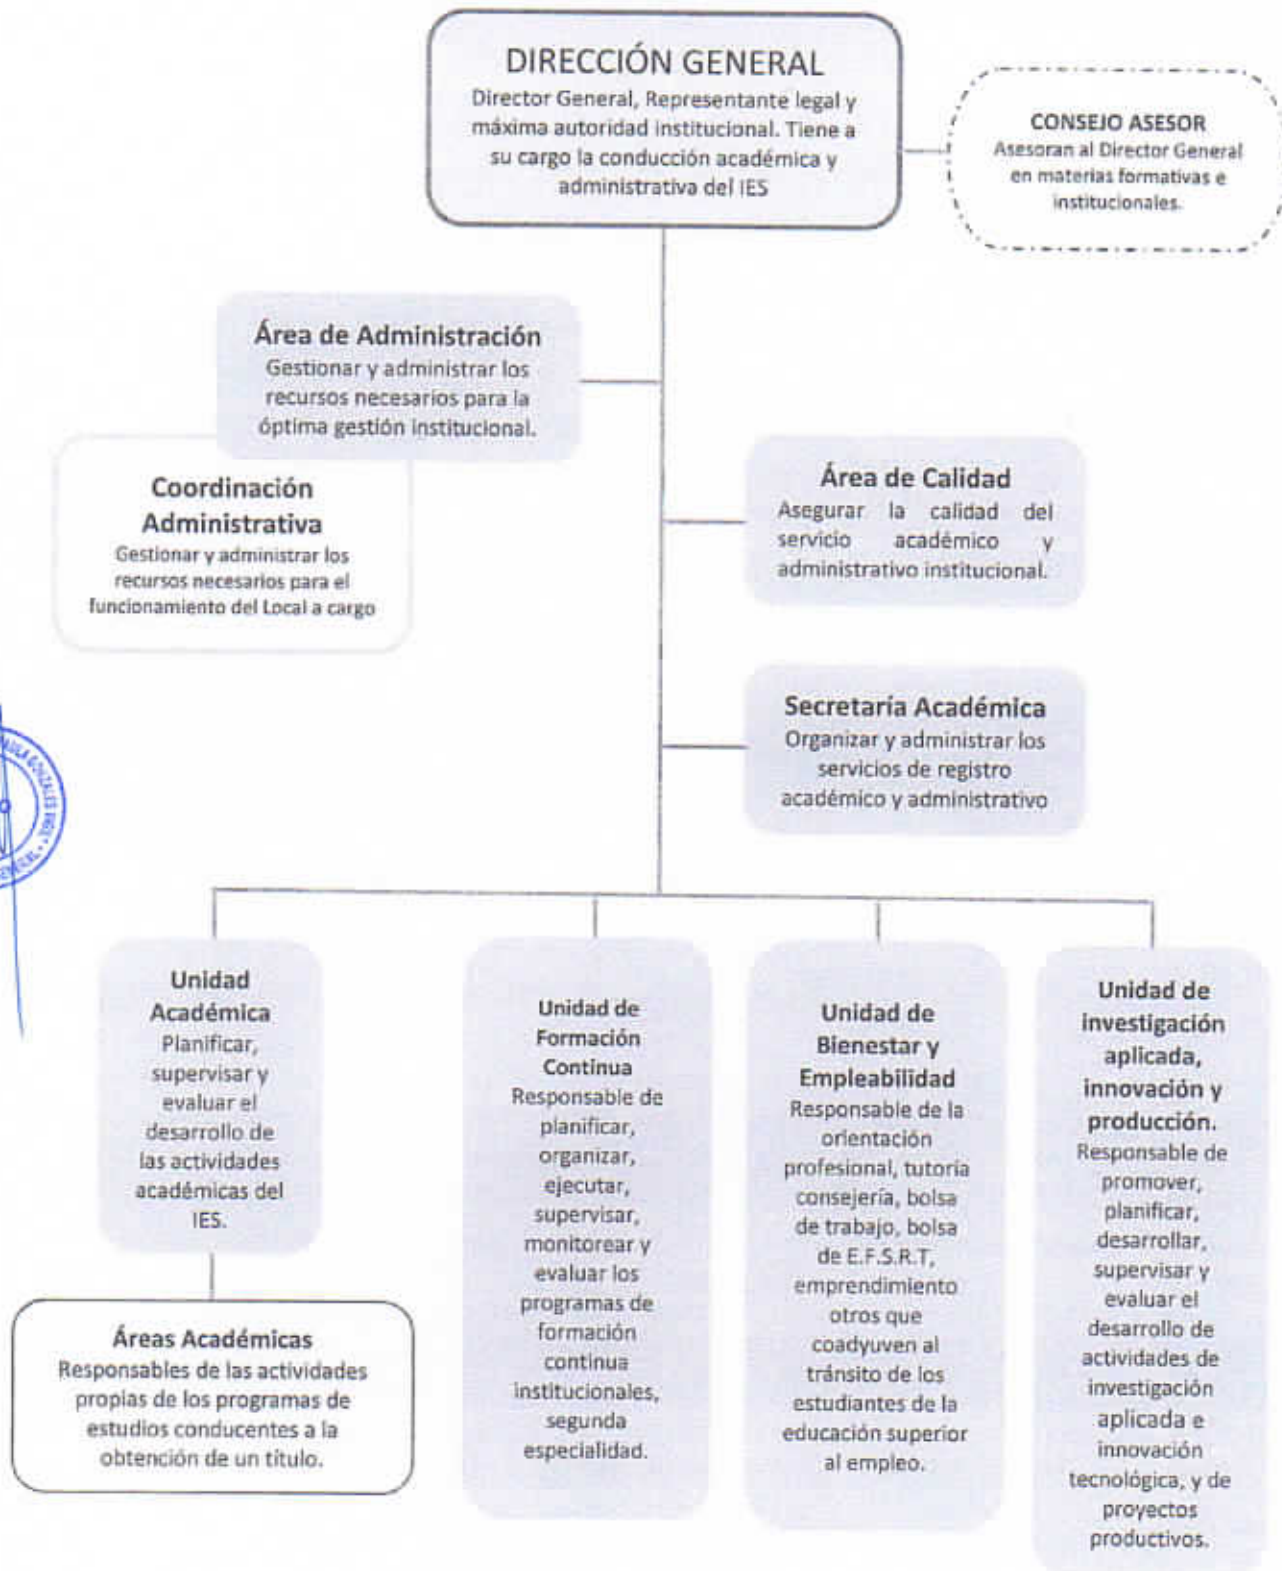 DIRECCIÓN GENERAL
Director General, Representante legal y
máxima autoridad institucional. Tiene a
su cargo la conducción académica y
administrativa del IES
CONSEJO ASESOR
Asesoran al Director General
en materias formativas e
institucionales.
Área de Administración
Gestionar y administrar los
recursos necesarios para la
óptima gestión institucional.
Coordinación
Administrativa
Gestionar y administrar los
recursos necesarios para el
funcionamiento del Local a cargo
Área de Calidad
Asegurar la calidad del
servicio académico y
administrativo institucional.
Secretaría Académica
Organizar y administrar los
servicios de registro
académico y administrativo
Unidad
Académica
Planificar,
supervisar y
evaluar el
desarrollo de
las actividades
académicas del
IES.
Áreas Académicas
Responsables de las actividades
propias de los programas de
estudios conducentes a la
obtención de un título.
Unidad de
Formación
Continua
Responsable de
planificar,
organizar,
ejecutar,
supervisar,
monitorear y
evaluar los
programas de
formación
continua
institucionales,
segunda
especialidad.
Unidad de
Bienestar y
Empleabilidad
Responsable de la
orientación
profesional, tutoría
consejería, bolsa
de trabajo, bolsa
de E.F.S.R.T,
emprendimiento
otros que
coadyuven al
tránsito de los
estudiantes de la
educación superior
al empleo.
Unidad de
investigación
aplicada,
innovación y
producción.
Responsable de
promover,
planificar,
desarrollar,
supervisar y
evaluar el
desarrollo de
actividades de
investigación
aplicada e
innovación
tecnológica, y de
proyectos
productivos.
GONZALES